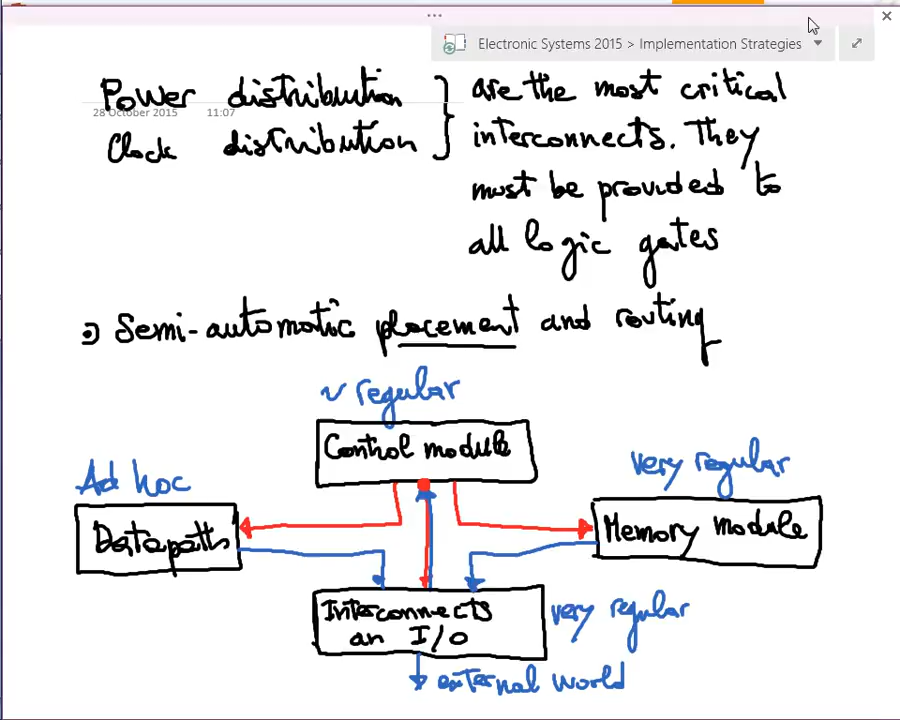 Electronic Systems 2015 > Implementation Strategies
Power distribution
28 October 2015 11:07
Clock distribution
are the most critical
interconnects. They
must be provided to
all logic gates
Semi-automatic placement and routing
~ regular
Control module
Ad hoc
very regular
Datapaths
Memory module
Interconnects
an I/O
very regular
external world